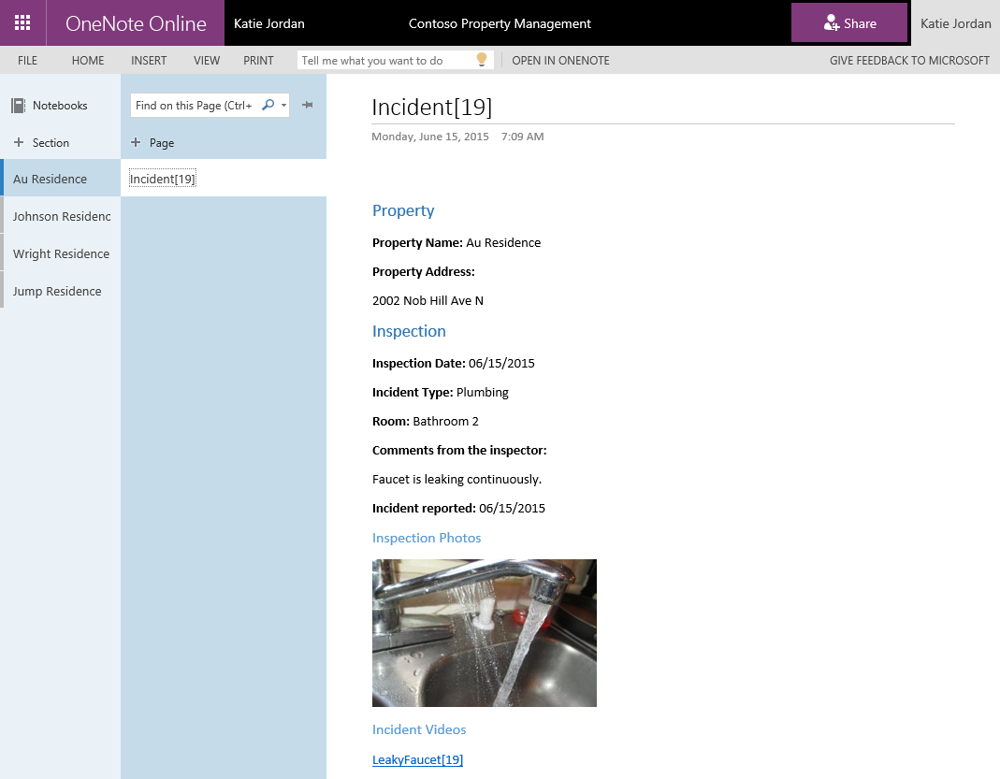 OneNote Online
Katie Jordan
Contoso Property Management
Share
Katie Jordan
FILE
HOME
INSERT
VIEW
PRINT
Tell me what you want to do
OPEN IN ONENOTE
GIVE FEEDBACK TO MICROSOFT
Notebooks
+ Section
Au Residence
Johnson Residenc
Wright Residence
Jump Residence
Find on this Page (Ctrl+
+ Page
Incident[19]
Incident[19]
Monday, June 15, 2015 7:09 AM
Property
Property Name: Au Residence
Property Address:
2002 Nob Hill Ave N
Inspection
Inspection Date: 06/15/2015
Incident Type: Plumbing
Room: Bathroom 2
Comments from the inspector:
Faucet is leaking continuously.
Incident reported: 06/15/2015
Inspection Photos
Incident Videos
LeakyFaucet[19]